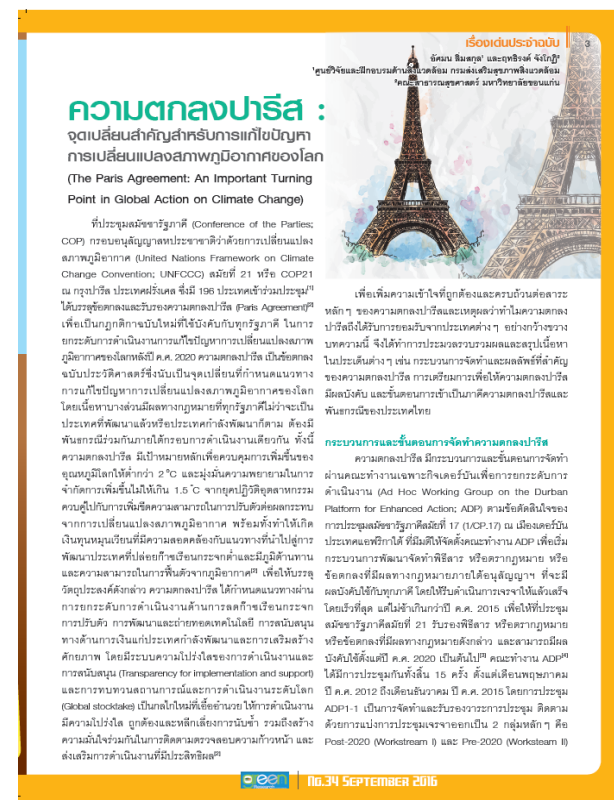 เรื่องเด่นประจำฉบับ
3
อัศมน ลิ่มสกุล¹ และฤทธิรงค์ จังโกฏิ²
¹ศูนย์วิจัยและฝึกอบรมด้านสิ่งแวดล้อม กรมส่งเสริมคุณภาพสิ่งแวดล้อม
²คณะสาธารณสุขศาสตร์ มหาวิทยาลัยขอนแก่น
ความตกลงปารีส :
จุดเปลี่ยนสำคัญสำหรับการแก้ไขปัญหา
การเปลี่ยนแปลงสภาพภูมิอากาศของโลก
(The Paris Agreement: An Important Turning
Point in Global Action on Climate Change)
ที่ประชุมสมัชชารัฐภาคี (Conference of the Parties;
COP) กรอบอนุสัญญาสหประชาชาติว่าด้วยการเปลี่ยนแปลง
สภาพภูมิอากาศ (United Nations Framework on Climate
Change Convention; UNFCCC) สมัยที่ 21 หรือ COP21
ณ กรุงปารีส ประเทศฝรั่งเศส ซึ่งมี 196 ประเทศเข้าร่วมประชุม[1]
ได้บรรลุข้อตกลงและรับรองความตกลงปารีส (Paris Agreement)[2]
เพื่อเป็นกฎกติกาฉบับใหม่ที่ใช้บังคับกับทุกรัฐภาคี ในการ
ยกระดับการดำเนินงานการแก้ไขปัญหาการเปลี่ยนแปลงสภาพ
ภูมิอากาศของโลกหลังปี ค.ศ. 2020 ความตกลงปารีส เป็นข้อตกลง
ฉบับประวัติศาสตร์ซึ่งนับเป็นจุดเปลี่ยนที่กำหนดแนวทาง
การแก้ไขปัญหาการเปลี่ยนแปลงสภาพภูมิอากาศของโลก
โดยเนื้อหาบางส่วนมีผลทางกฎหมายที่ทุกรัฐภาคีไม่ว่าจะเป็น
ประเทศที่พัฒนาแล้วหรือประเทศกำลังพัฒนาก็ตาม ต้องมี
พันธกรณีร่วมกันภายใต้กรอบการดำเนินงานเดียวกัน ทั้งนี้
ความตกลงปารีส มีเป้าหมายหลักเพื่อควบคุมการเพิ่มขึ้นของ
อุณหภูมิโลกให้ต่ำกว่า 2 °C และมุ่งมั่นความพยายามในการ
จำกัดการเพิ่มขึ้นไม่ให้เกิน 1.5 °C จากยุคปฏิวัติอุตสาหกรรม
ควบคู่ไปกับการเพิ่มขีดความสามารถในการปรับตัวต่อผลกระทบ
จากการเปลี่ยนแปลงสภาพภูมิอากาศ พร้อมทั้งทำให้เกิด
เงินทุนหมุนเวียนที่มีความสอดคล้องกับแนวทางที่นำไปสู่การ
พัฒนาประเทศที่ปล่อยก๊าซเรือนกระจกต่ำและมีภูมิต้านทาน
และความสามารถในการฟื้นตัวจากภูมิอากาศ[2] เพื่อให้บรรลุ
วัตถุประสงค์ดังกล่าว ความตกลงปารีส ได้กำหนดแนวทางผ่าน
การยกระดับการดำเนินงานด้านการลดก๊าซเรือนกระจก
การปรับตัว การพัฒนาและถ่ายทอดเทคโนโลยี การสนับสนุน
ทางด้านการเงินแก่ประเทศกำลังพัฒนาและการเสริมสร้าง
ศักยภาพ โดยมีระบบความโปร่งใสของการดำเนินงานและ
การสนับสนุน (Transparency for implementation and support)
และการทบทวนสถานการณ์และการดำเนินงานระดับโลก
(Global stocktake) เป็นกลไกใหม่ที่เอื้ออำนวย ให้การดำเนินงาน
มีความโปร่งใส ถูกต้องและหลีกเลี่ยงการนับซ้ำ รวมถึงสร้าง
ความมั่นใจร่วมกันในการติดตามตรวจสอบความก้าวหน้า และ
ส่งเสริมการดำเนินงานที่มีประสิทธิผล[2]
เพื่อเพิ่มความเข้าใจที่ถูกต้องและครบถ้วนต่อสาระ
หลักๆ ของความตกลงปารีสและเหตุผลว่าทำไมความตกลง
ปารีสถึงได้รับการยอมรับจากประเทศต่างๆ อย่างกว้างขวาง
บทความนี้ จึงได้ทำการประมวลรวบรวมและสรุปเนื้อหา
ในประเด็นต่างๆ เช่น กระบวนการจัดทำและผลลัพธ์ที่สำคัญ
ของความตกลงปารีส การเตรียมการเพื่อให้ความตกลงปารีส
มีผลบังคับ และขั้นตอนการเข้าเป็นภาคีความตกลงปารีสและ
พันธกรณีของประเทศไทย
กระบวนการและขั้นตอนการจัดทำความตกลงปารีส
ความตกลงปารีส มีกระบวนการและขั้นตอนการจัดทำ
ผ่านคณะทำงานเฉพาะกิจเดอร์บันเพื่อการยกระดับการ
ดำเนินงาน (Ad Hoc Working Group on the Durban
Platform for Enhanced Action; ADP) ตามข้อตัดสินใจของ
การประชุมสมัชชารัฐภาคีสมัยที่ 17 (1/CP.17) ณ เมืองเดอร์บัน
ประเทศแอฟริกาใต้ ที่มีมติให้จัดตั้งคณะทำงาน ADP เพื่อเริ่ม
กระบวนการพัฒนาจัดทำพิธีสาร หรือตรากฎหมาย หรือ
ข้อตกลงที่มีผลทางกฎหมายภายใต้อนุสัญญาฯ ที่จะมี
ผลบังคับใช้กับทุกภาคี โดยให้รีบดำเนินการเจรจาให้แล้วเสร็จ
โดยเร็วที่สุด แต่ไม่ช้าเกินกว่าปี ค.ศ. 2015 เพื่อให้ที่ประชุม
สมัชชารัฐภาคีสมัยที่ 21 รับรองพิธีสาร หรือตรากฎหมาย
หรือข้อตกลงที่มีผลทางกฎหมายดังกล่าว และสามารถมีผล
บังคับใช้ตั้งแต่ปี ค.ศ. 2020 เป็นต้นไป[3] คณะทำงาน ADP[4]
ได้มีการประชุมกันทั้งสิ้น 15 ครั้ง ตั้งแต่เดือนพฤษภาคม
ปี ค.ศ. 2012 ถึงเดือนธันวาคม ปี ค.ศ. 2015 โดยการประชุม
ADP1-1 เป็นการจัดทำและรับรองวาระการประชุม ติดตาม
ด้วยการแบ่งการประชุมเจรจาออกเป็น 2 กลุ่มหลักๆ คือ
Post-2020 (Workstream I) และ Pre-2020 (Worksteam II)
green
No.34 September 2016